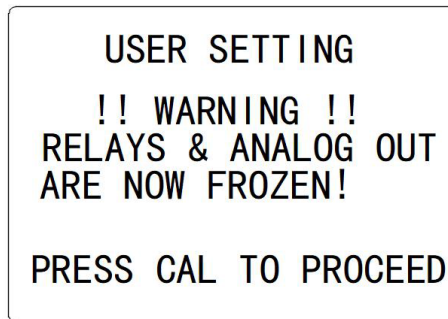 USER SETTING
!! WARNING !!
RELAYS & ANALOG OUT
ARE NOW FROZEN!
PRESS CAL TO PROCEED